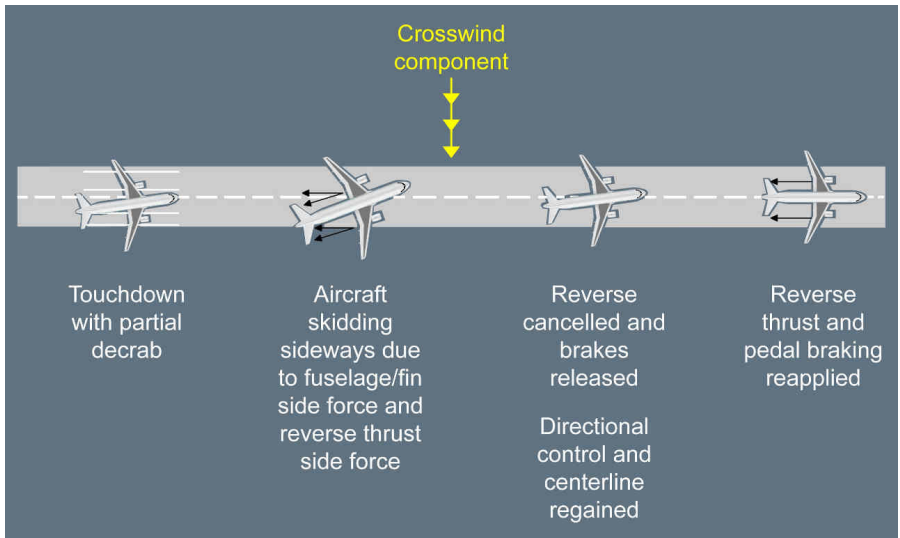 Crosswind
component
Touchdown
with partial
decrab
Aircraft
skidding
sideways due
to fuselage/fin
side force and
reverse thrust
side force
Reverse
cancelled and
brakes
released
Directional
control and
centerline
regained
Reverse
thrust and
pedal braking
reapplied